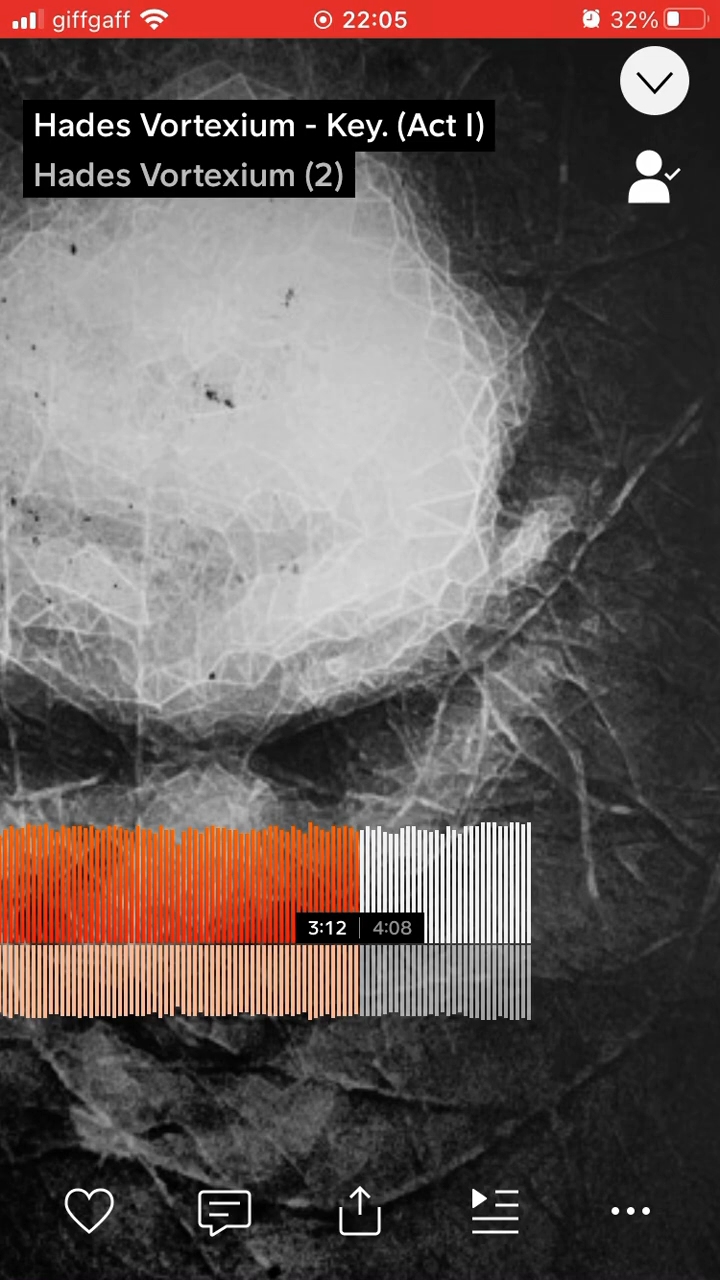 giffgaff 22:05 32%
Hades Vortexium - Key. (Act I)
Hades Vortexium (2)
3:12 4:08